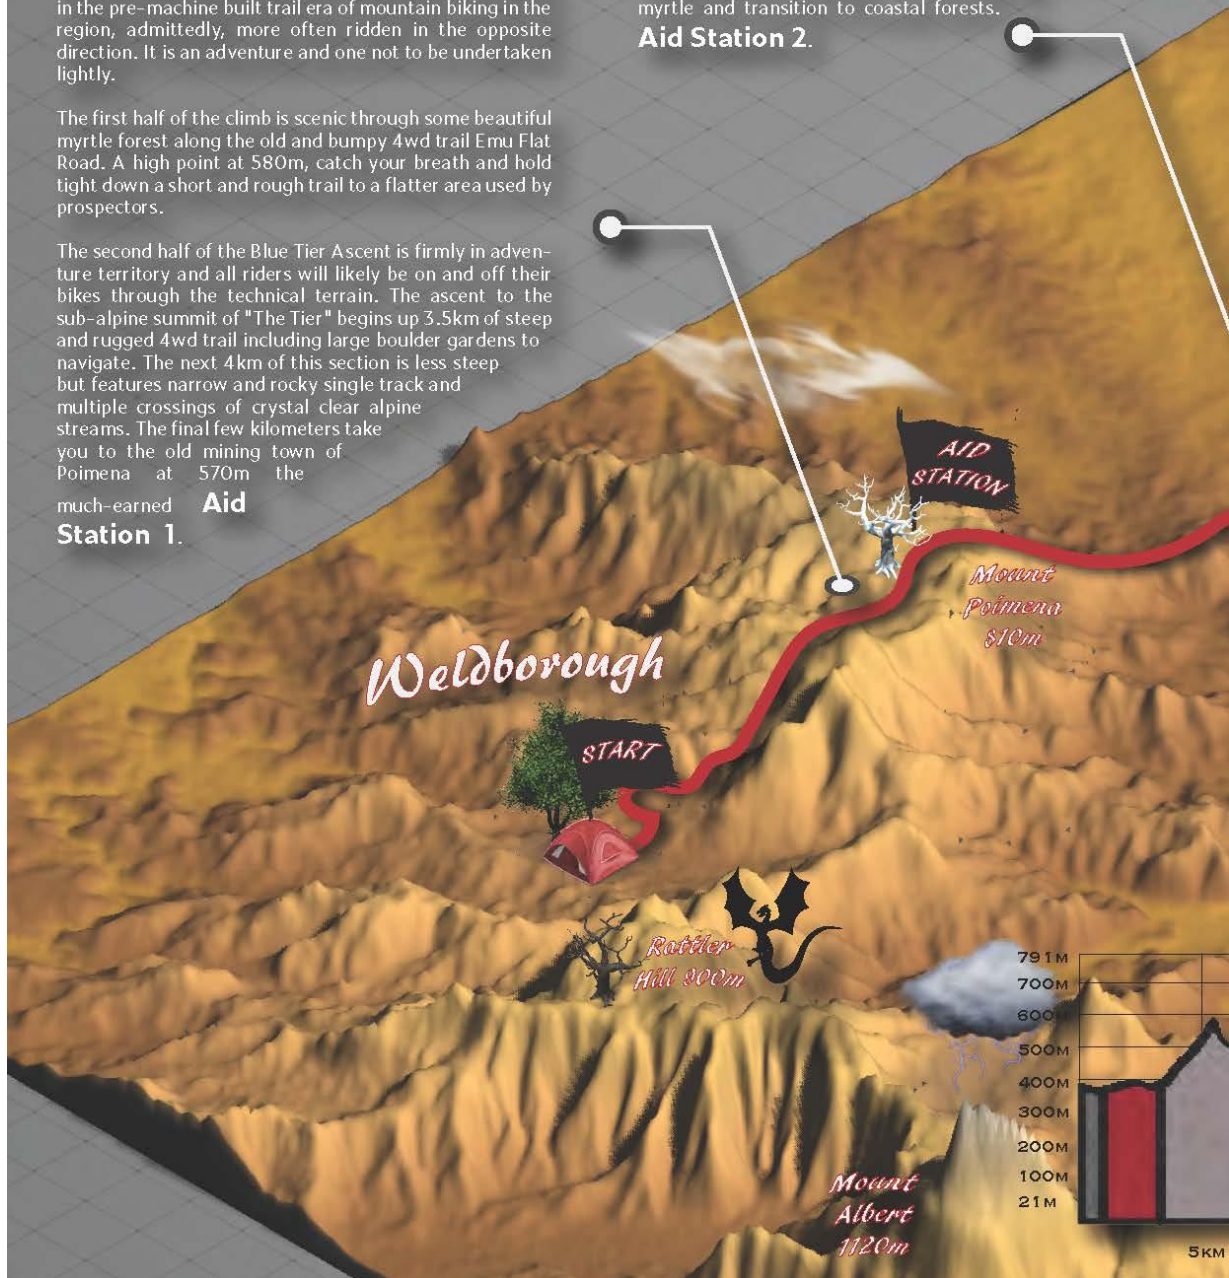 in the pre-machine built trail era of mountain biking in the
region, admittedly, more often ridden in the opposite
direction. It is an adventure and one not to be undertaken
lightly.
The first half of the climb is scenic through some beautiful
myrtle forest along the old and bumpy 4wd trail Emu Flat
Road. A high point at 580m, catch your breath and hold
tight down a short and rough trail to a flatter area used by
prospectors.
The second half of the Blue Tier Ascent is firmly in adven-
ture territory and all riders will likely be on and off their
bikes through the technical terrain. The ascent to the
sub-alpine summit of "The Tier" begins up 3.5km of steep
and rugged 4wd trail including large boulder gardens to
navigate. The next 4km of this section is less steep
but features narrow and rocky single track and
multiple crossings of crystal clear alpine
streams. The final few kilometers take
you to the old mining town of
Poimena at 570m the
much-earned Aid
Station 1.
myrtle and transition to coastal forests.
Aid Station 2.
AID
STATION
Mount
Poimena
810m
Weldborough
START
Rattler
Hill 900m
Mount
Albert
1120m
791M
700M
600M
500M
400M
300M
200M
100M
21M
5KM